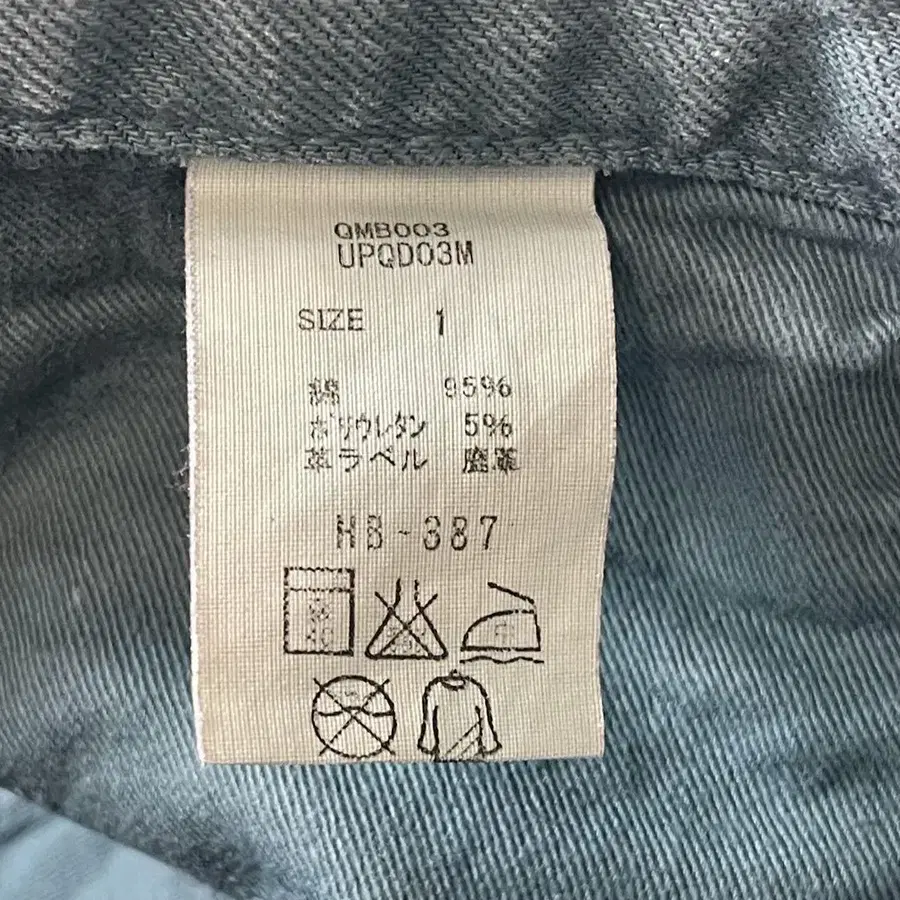 QMB003
UPQD03M
SIZE 1
綿 95%
ポリウレタン 5%
革ラベル 鹿革
HB-387